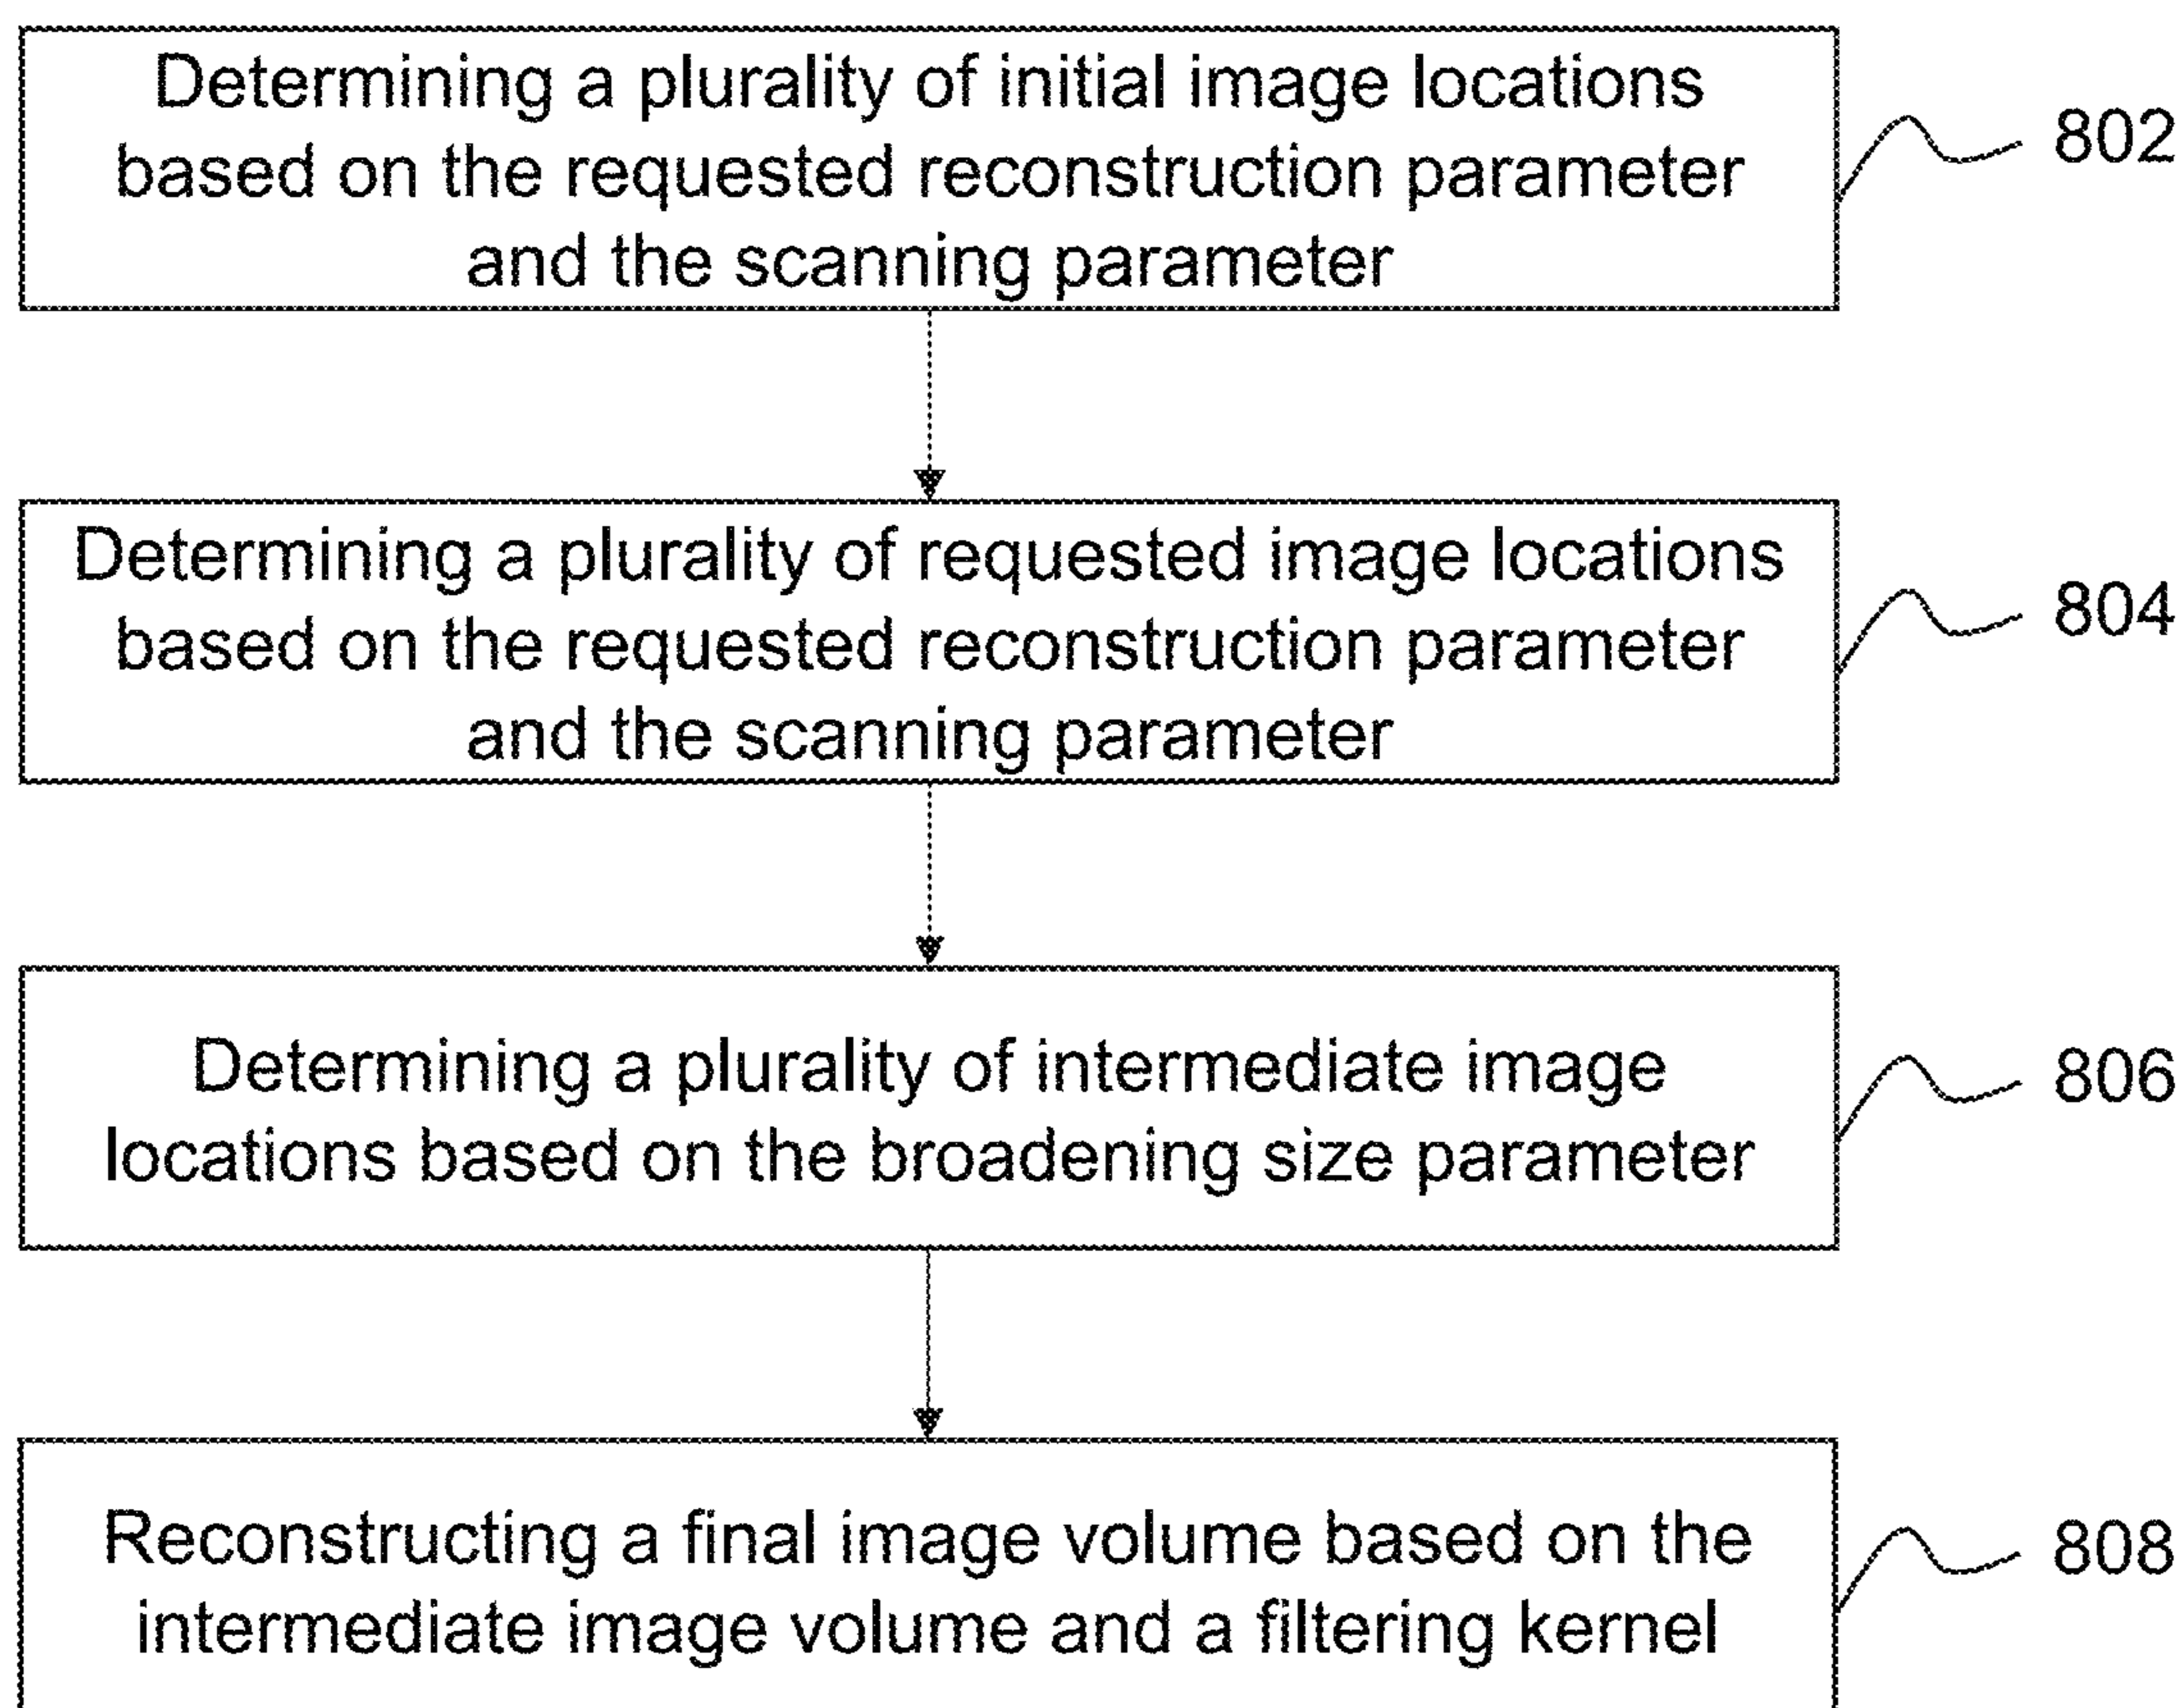 Determining a plurality of initial image locations
based on the requested reconstruction parameter
and the scanning parameter
802
Determining a plurality of requested image locations
based on the requested reconstruction parameter
and the scanning parameter
804
Determining a plurality of intermediate image
locations based on the broadening size parameter
806
Reconstructing a final image volume based on the
intermediate image volume and a filtering kernel
808